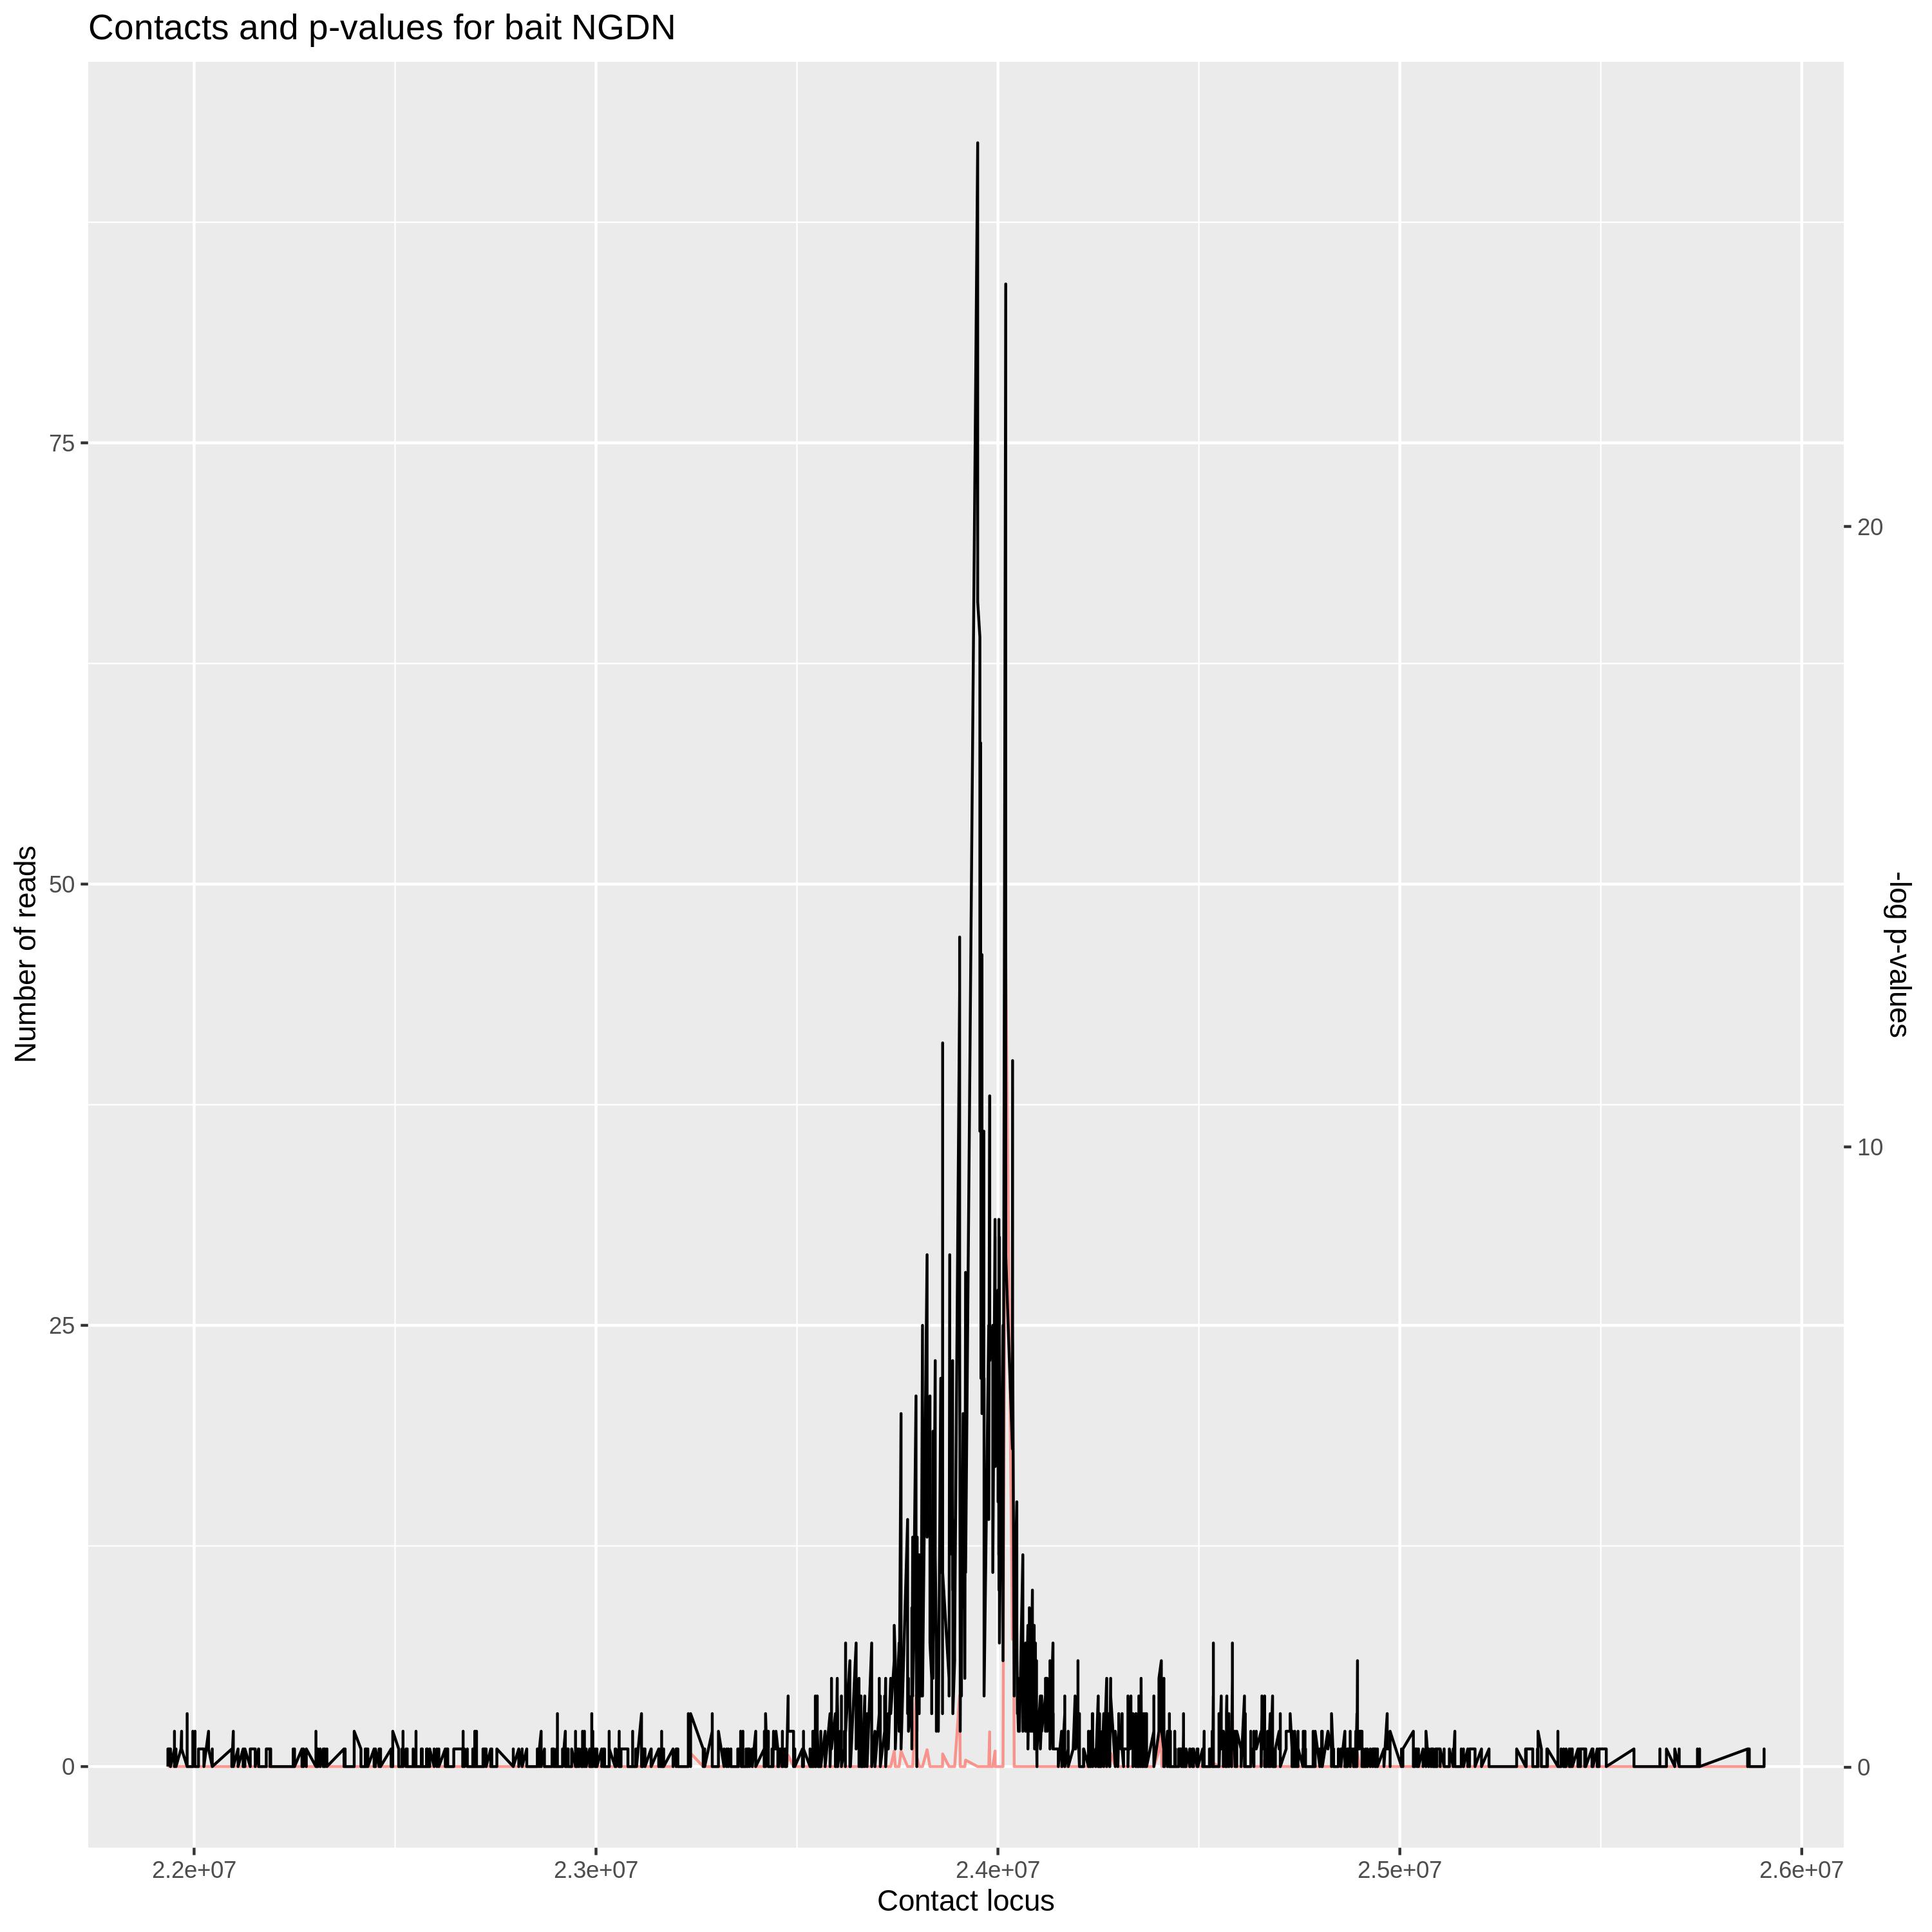 Contacts and p-values for bait NGDN
Number of reads
75
50
25
0
20
10
0
-log p-values
2.2e+07
2.3e+07
2.4e+07
2.5e+07
2.6e+07
Contact locus